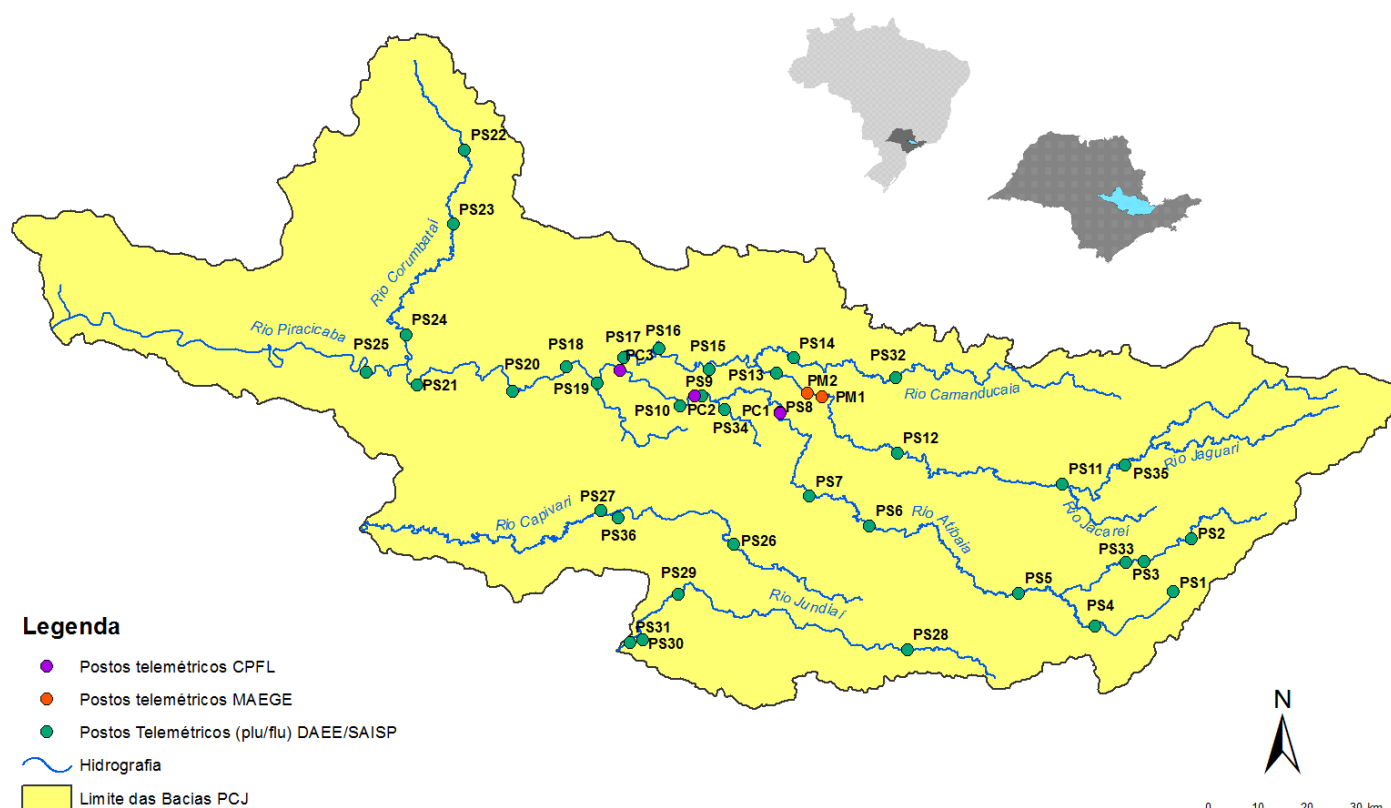 PS22
PS23
Rio Corumbataí
PS24
Rio Piracicaba
PS25
PS21
PS20
PS18
PS19
PS17
PC3
PS16
PS15
PS14
PS13
PS32
Rio Camanducaia
PM2
PM1
PS9
PS10
PC2
PS34
PC1
PS8
PS12
PS11
PS35
Rio Jaguari
Rio Jacareí
PS7
PS6
Rio Atibaia
PS27
PS36
Rio Capivari
PS26
PS33
PS3
PS2
PS1
PS5
PS4
PS29
Rio Jundiaí
PS31
PS30
PS28
Legenda
Postos telemétricos CPFL
Postos telemétricos MAEGE
Postos Telemétricos (plu/flu) DAEE/SAISP
Hidrografia
Limite das Bacias PCJ
N
0 10 20 30 km